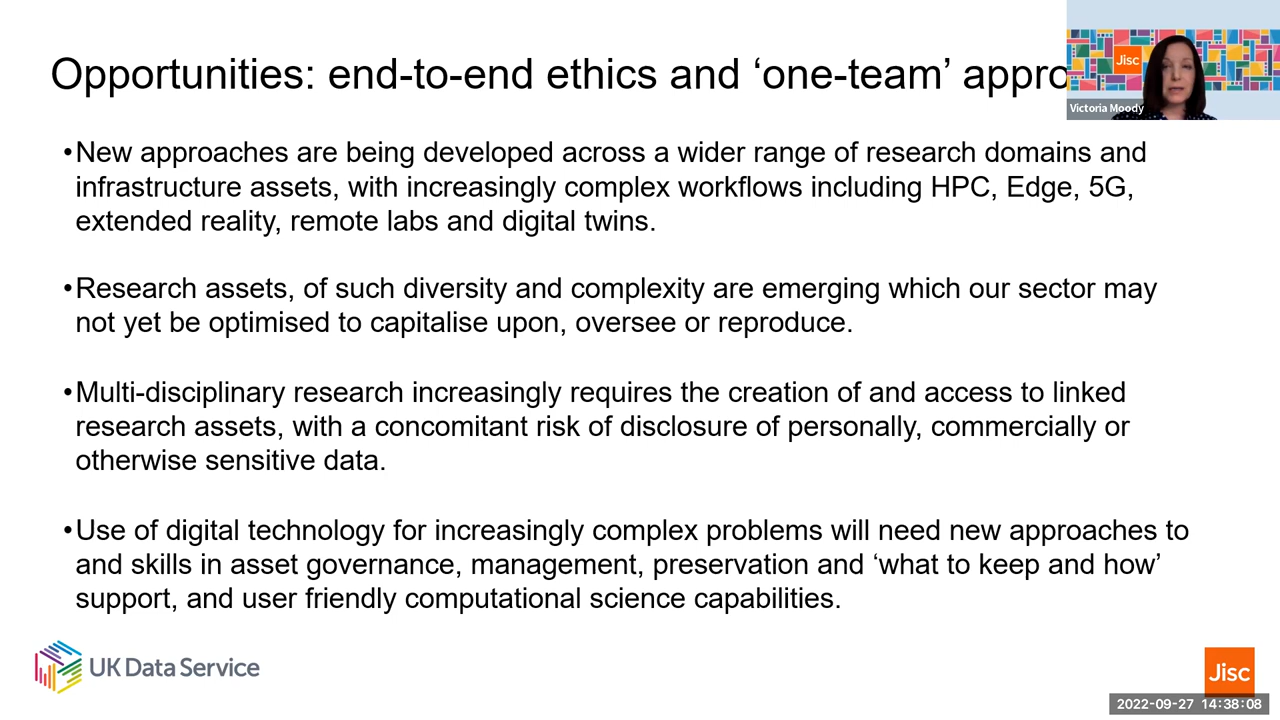 Opportunities: end-to-end ethics and ‘one-team’ appro
Jisc
Victoria Moody
•New approaches are being developed across a wider range of research domains and
infrastructure assets, with increasingly complex workflows including HPC, Edge, 5G,
extended reality, remote labs and digital twins.
•Research assets, of such diversity and complexity are emerging which our sector may
not yet be optimised to capitalise upon, oversee or reproduce.
•Multi-disciplinary research increasingly requires the creation of and access to linked
research assets, with a concomitant risk of disclosure of personally, commercially or
otherwise sensitive data.
•Use of digital technology for increasingly complex problems will need new approaches to
and skills in asset governance, management, preservation and ‘what to keep and how’
support, and user friendly computational science capabilities.
UK Data Service
Jisc
2022-09-27 14:38:08